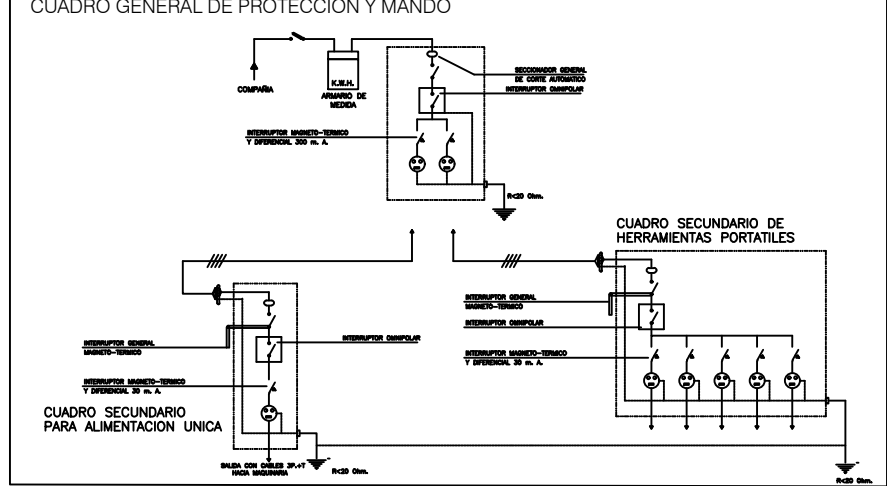 CUADRO GENERAL DE PROTECCION Y MANDO
COMPAÑIA
K.W.H.
ARMARIO DE
MEDIDA
SECCIONADOR GENERAL
DE CORTE AUTOMATICO
INTERRUPTOR OMNIPOLAR
INTERRUPTOR MAGNETO-TERMICO
Y DIFERENCIAL 300 m. A.
R<20 Ohm.
CUADRO SECUNDARIO DE
HERRAMIENTAS PORTATILES
INTERRUPTOR GENERAL
MAGNETO-TERMICO
INTERRUPTOR OMNIPOLAR
INTERRUPTOR MAGNETO-TERMICO
Y DIFERENCIAL 30 m. A.
INTERRUPTOR GENERAL
MAGNETO-TERMICO
INTERRUPTOR OMNIPOLAR
INTERRUPTOR MAGNETO-TERMICO
Y DIFERENCIAL 30 m. A.
CUADRO SECUNDARIO
PARA ALIMENTACION UNICA
SALIDA CON CABLES 3P.+T
HACIA MAQUINARIA
R<20 Ohm.
R<20 Ohm.